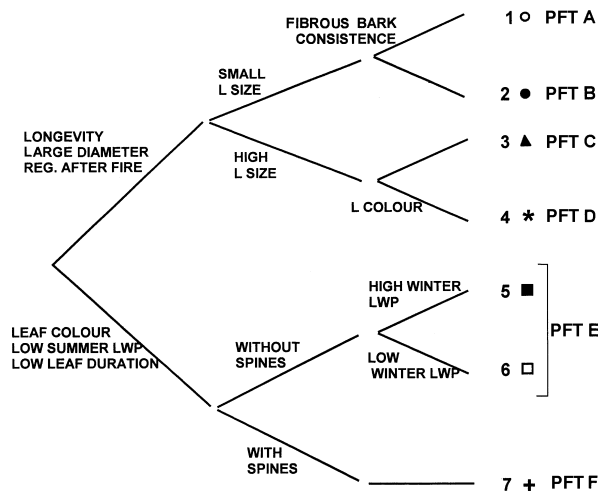 FIBROUS BARK
CONSISTENCE
1 PFT A
SMALL
L SIZE
2 PFT B
LONGEVITY
LARGE DIAMETER
REG. AFTER FIRE
3 PFT C
HIGH
L SIZE
L COLOUR
4 * PFT D
HIGH WINTER
LWP
5
PFT E
LEAF COLOUR
LOW SUMMER LWP
LOW LEAF DURATION
WITHOUT
SPINES
LOW
WINTER LWP
6
WITH
SPINES
7 + PFT F